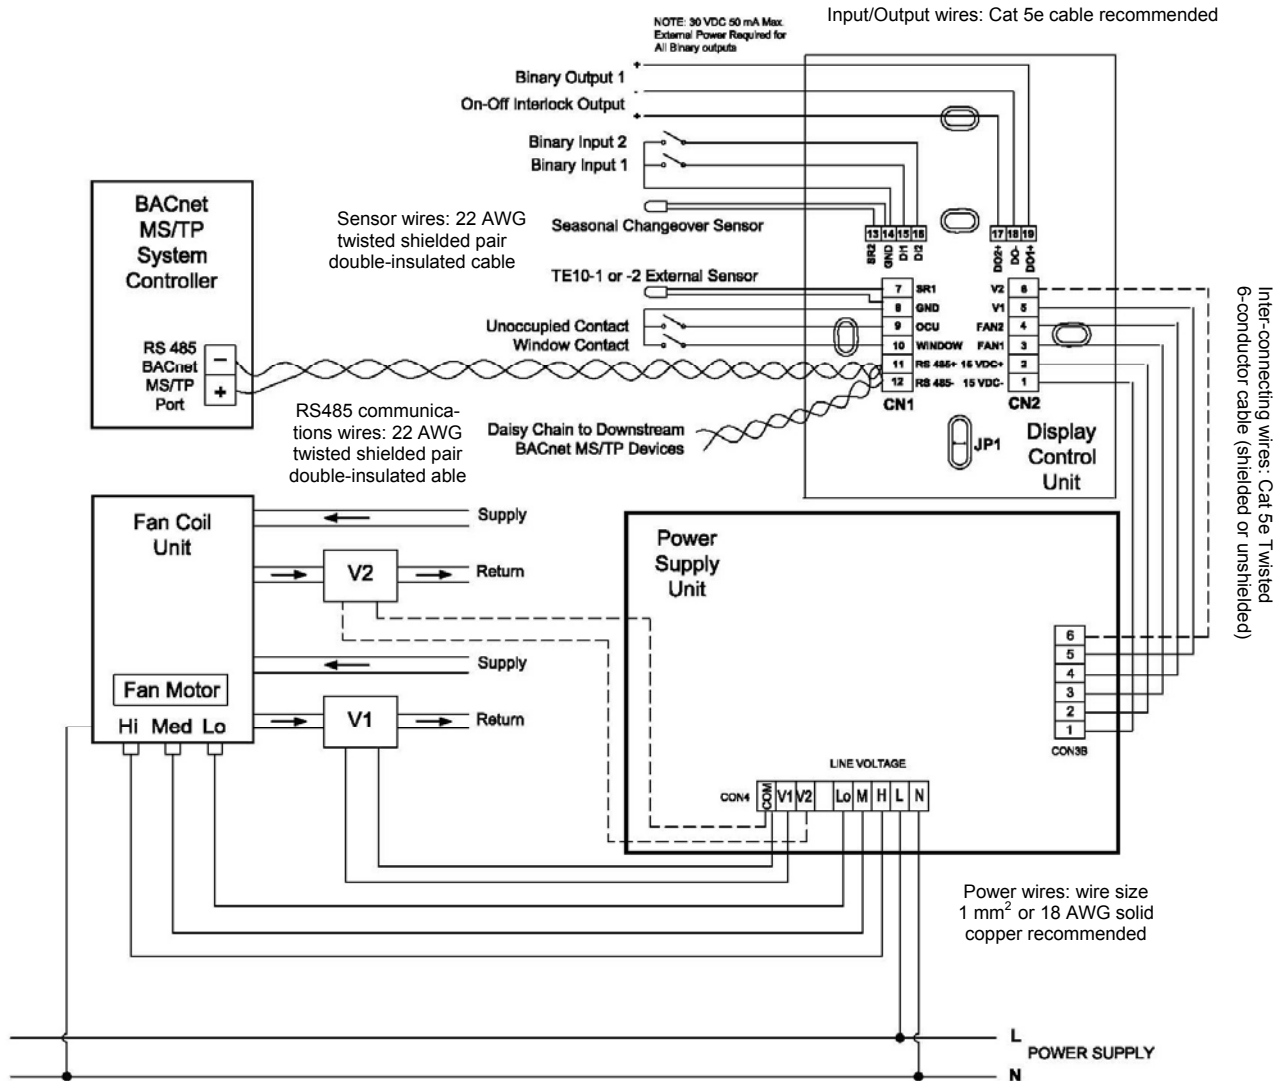 Input/Output wires: Cat 5e cable recommended
NOTE: 30 VDC 50 mA Max.
External Power Required for
All Binary outputs
+
Binary Output 1
-
On-Off Interlock Output
+
Binary Input 2
Binary Input 1
Seasonal Changeover Sensor
TE10-1 or -2 External Sensor
Unoccupied Contact
Window Contact
Daisy Chain to Downstream
BACnet MS/TP Devices
BACnet
MS/TP
System
Controller
RS 485
BACnet
MS/TP
Port
−
+
Sensor wires: 22 AWG
twisted shielded pair
double-insulated cable
RS485 communica-
tions wires: 22 AWG
twisted shielded pair
double-insulated able
13 14 15 16
SR2 GND DI1 DI2
17 18 19
DO2+ DO- DO1+
7 SR1
8 GND
9 OCU
10 WINDOW
11 RS 485+
12 RS 485-
CN1
V2 6
V1 5
FAN2 4
FAN1 3
15 VDC+ 2
15 VDC- 1
CN2
JP1
Display
Control
Unit
Inter-connecting wires: Cat 5e Twisted
6-conductor cable (shielded or unshielded)
Fan Coil
Unit
Fan Motor
Hi Med Lo
Supply
V2
Return
Supply
V1
Return
Power
Supply
Unit
6
5
4
3
2
1
CON3B
LINE VOLTAGE
CON4
COM V1 V2 Lo M H L N
Power wires: wire size
1 mm² or 18 AWG solid
copper recommended
L
POWER SUPPLY
N